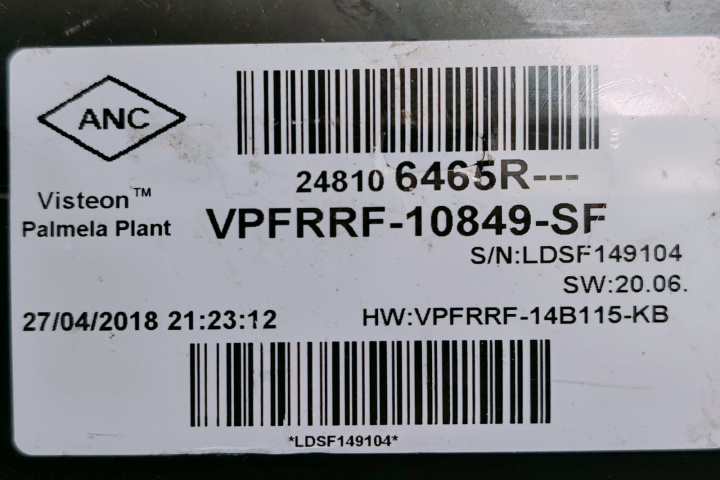 ANC
24810 6465R---
Visteon™
Palmela Plant
VPFRRF-10849-SF
S/N:LDSF149104
SW:20.06.
27/04/2018 21:23:12
HW:VPFRRF-14B115-KB
*LDSF149104*